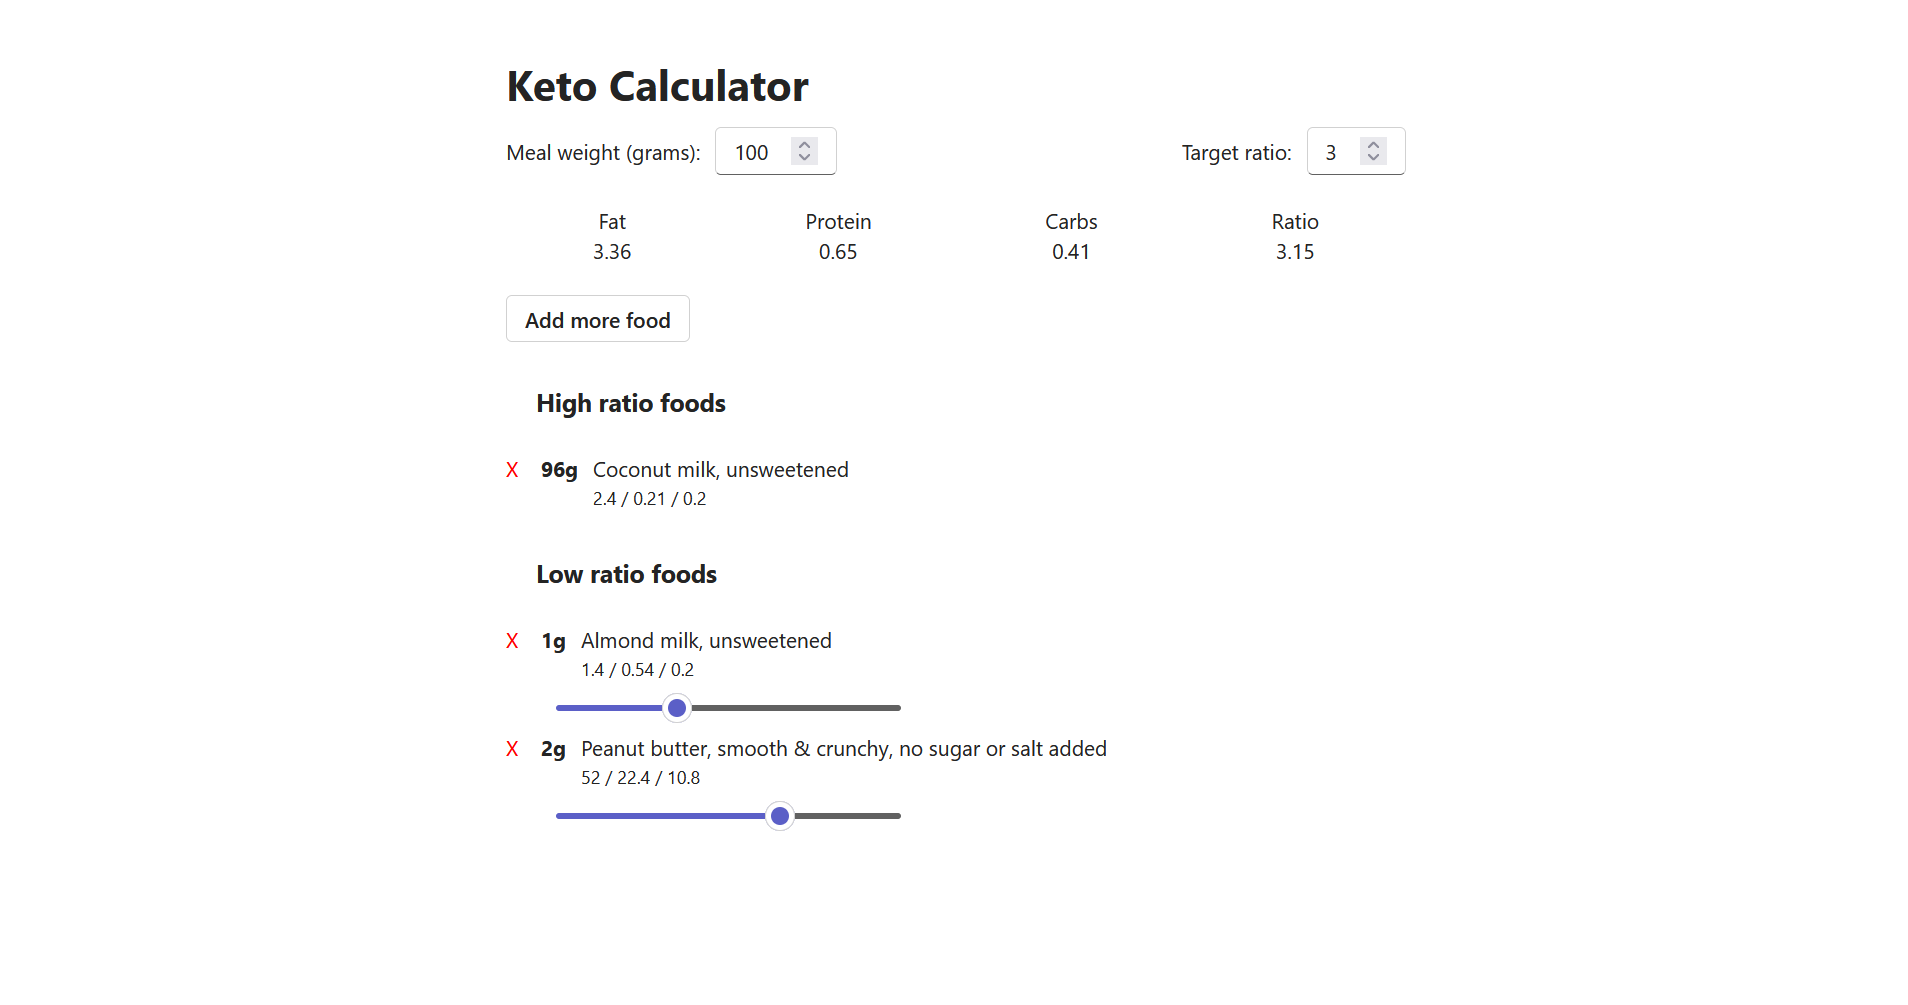 Keto Calculator
Meal weight (grams): 100 Target ratio: 3
Fat Protein Carbs Ratio
3.36 0.65 0.41 3.15
Add more food
High ratio foods
X 96g Coconut milk, unsweetened
2.4 / 0.21 / 0.2
Low ratio foods
X 1g Almond milk, unsweetened
1.4 / 0.54 / 0.2
X 2g Peanut butter, smooth & crunchy, no sugar or salt added
52 / 22.4 / 10.8